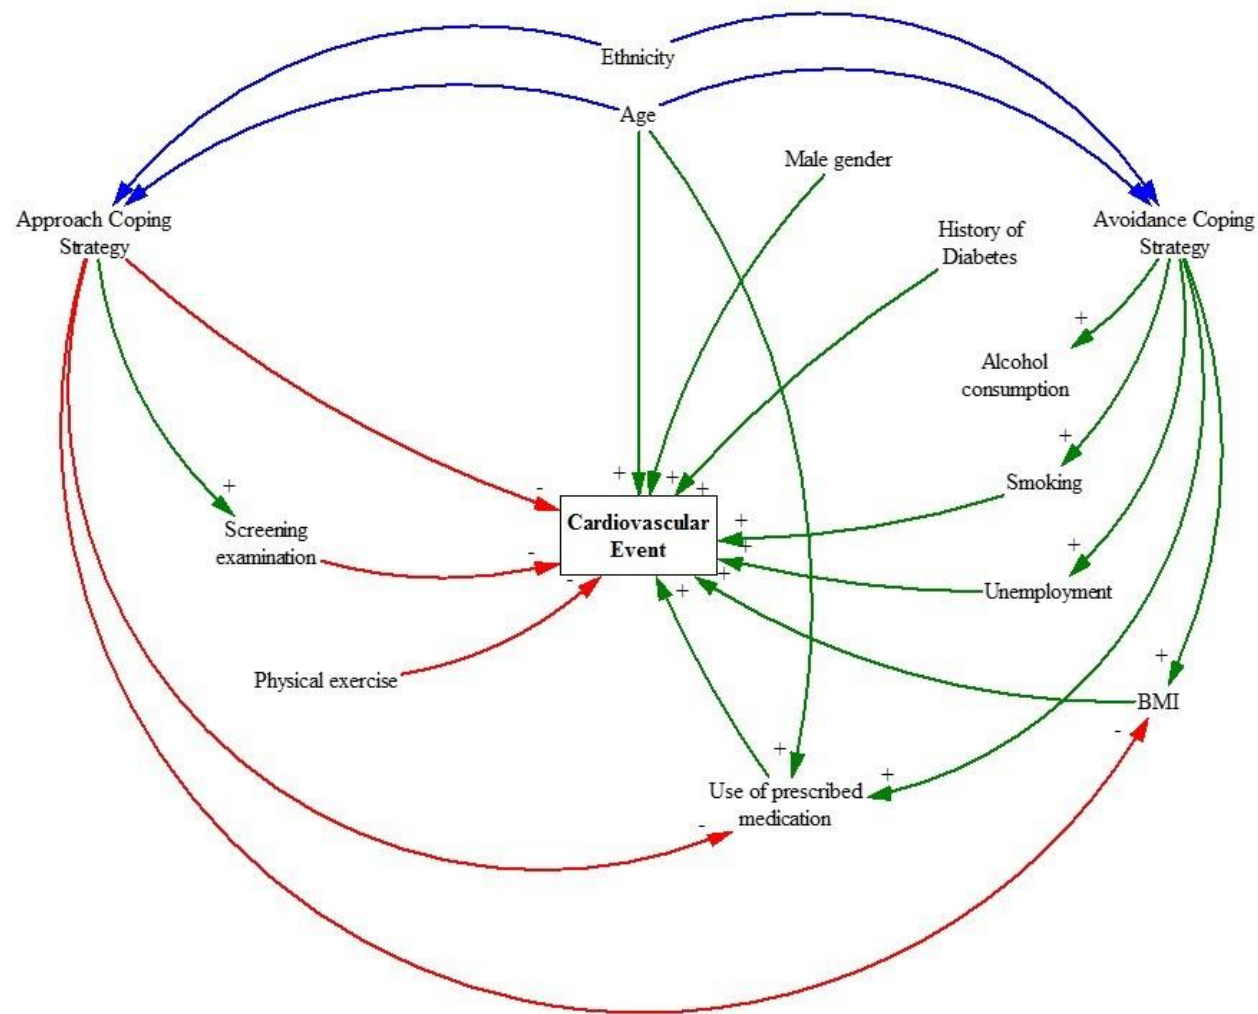 Ethnicity
Age
Male gender
Approach Coping
Strategy
Avoidance Coping
Strategy
History of
Diabetes
+
Alcohol
consumption
+
Smoking
+
-
+
+
+
+
Cardiovascular
Event
+
+
+
+
-
-
Screening
examination
+
Unemployment
Physical exercise
+
BMI
-
+
+
Use of prescribed
medication
-